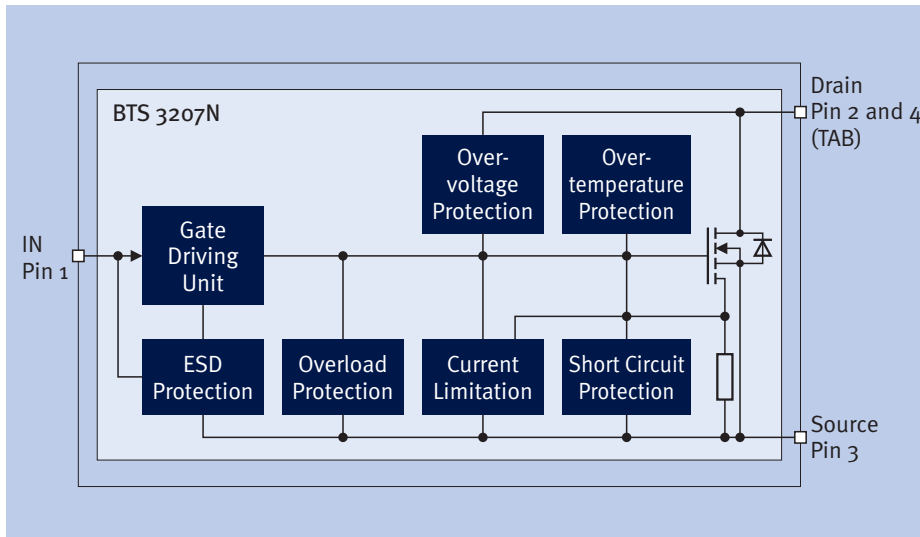 BTS 3207N
Drain
Pin 2 and 4
(TAB)
Over-
voltage
Protection
Over-
temperature
Protection
IN
Pin 1
Gate
Driving
Unit
ESD
Protection
Overload
Protection
Current
Limitation
Short Circuit
Protection
Source
Pin 3